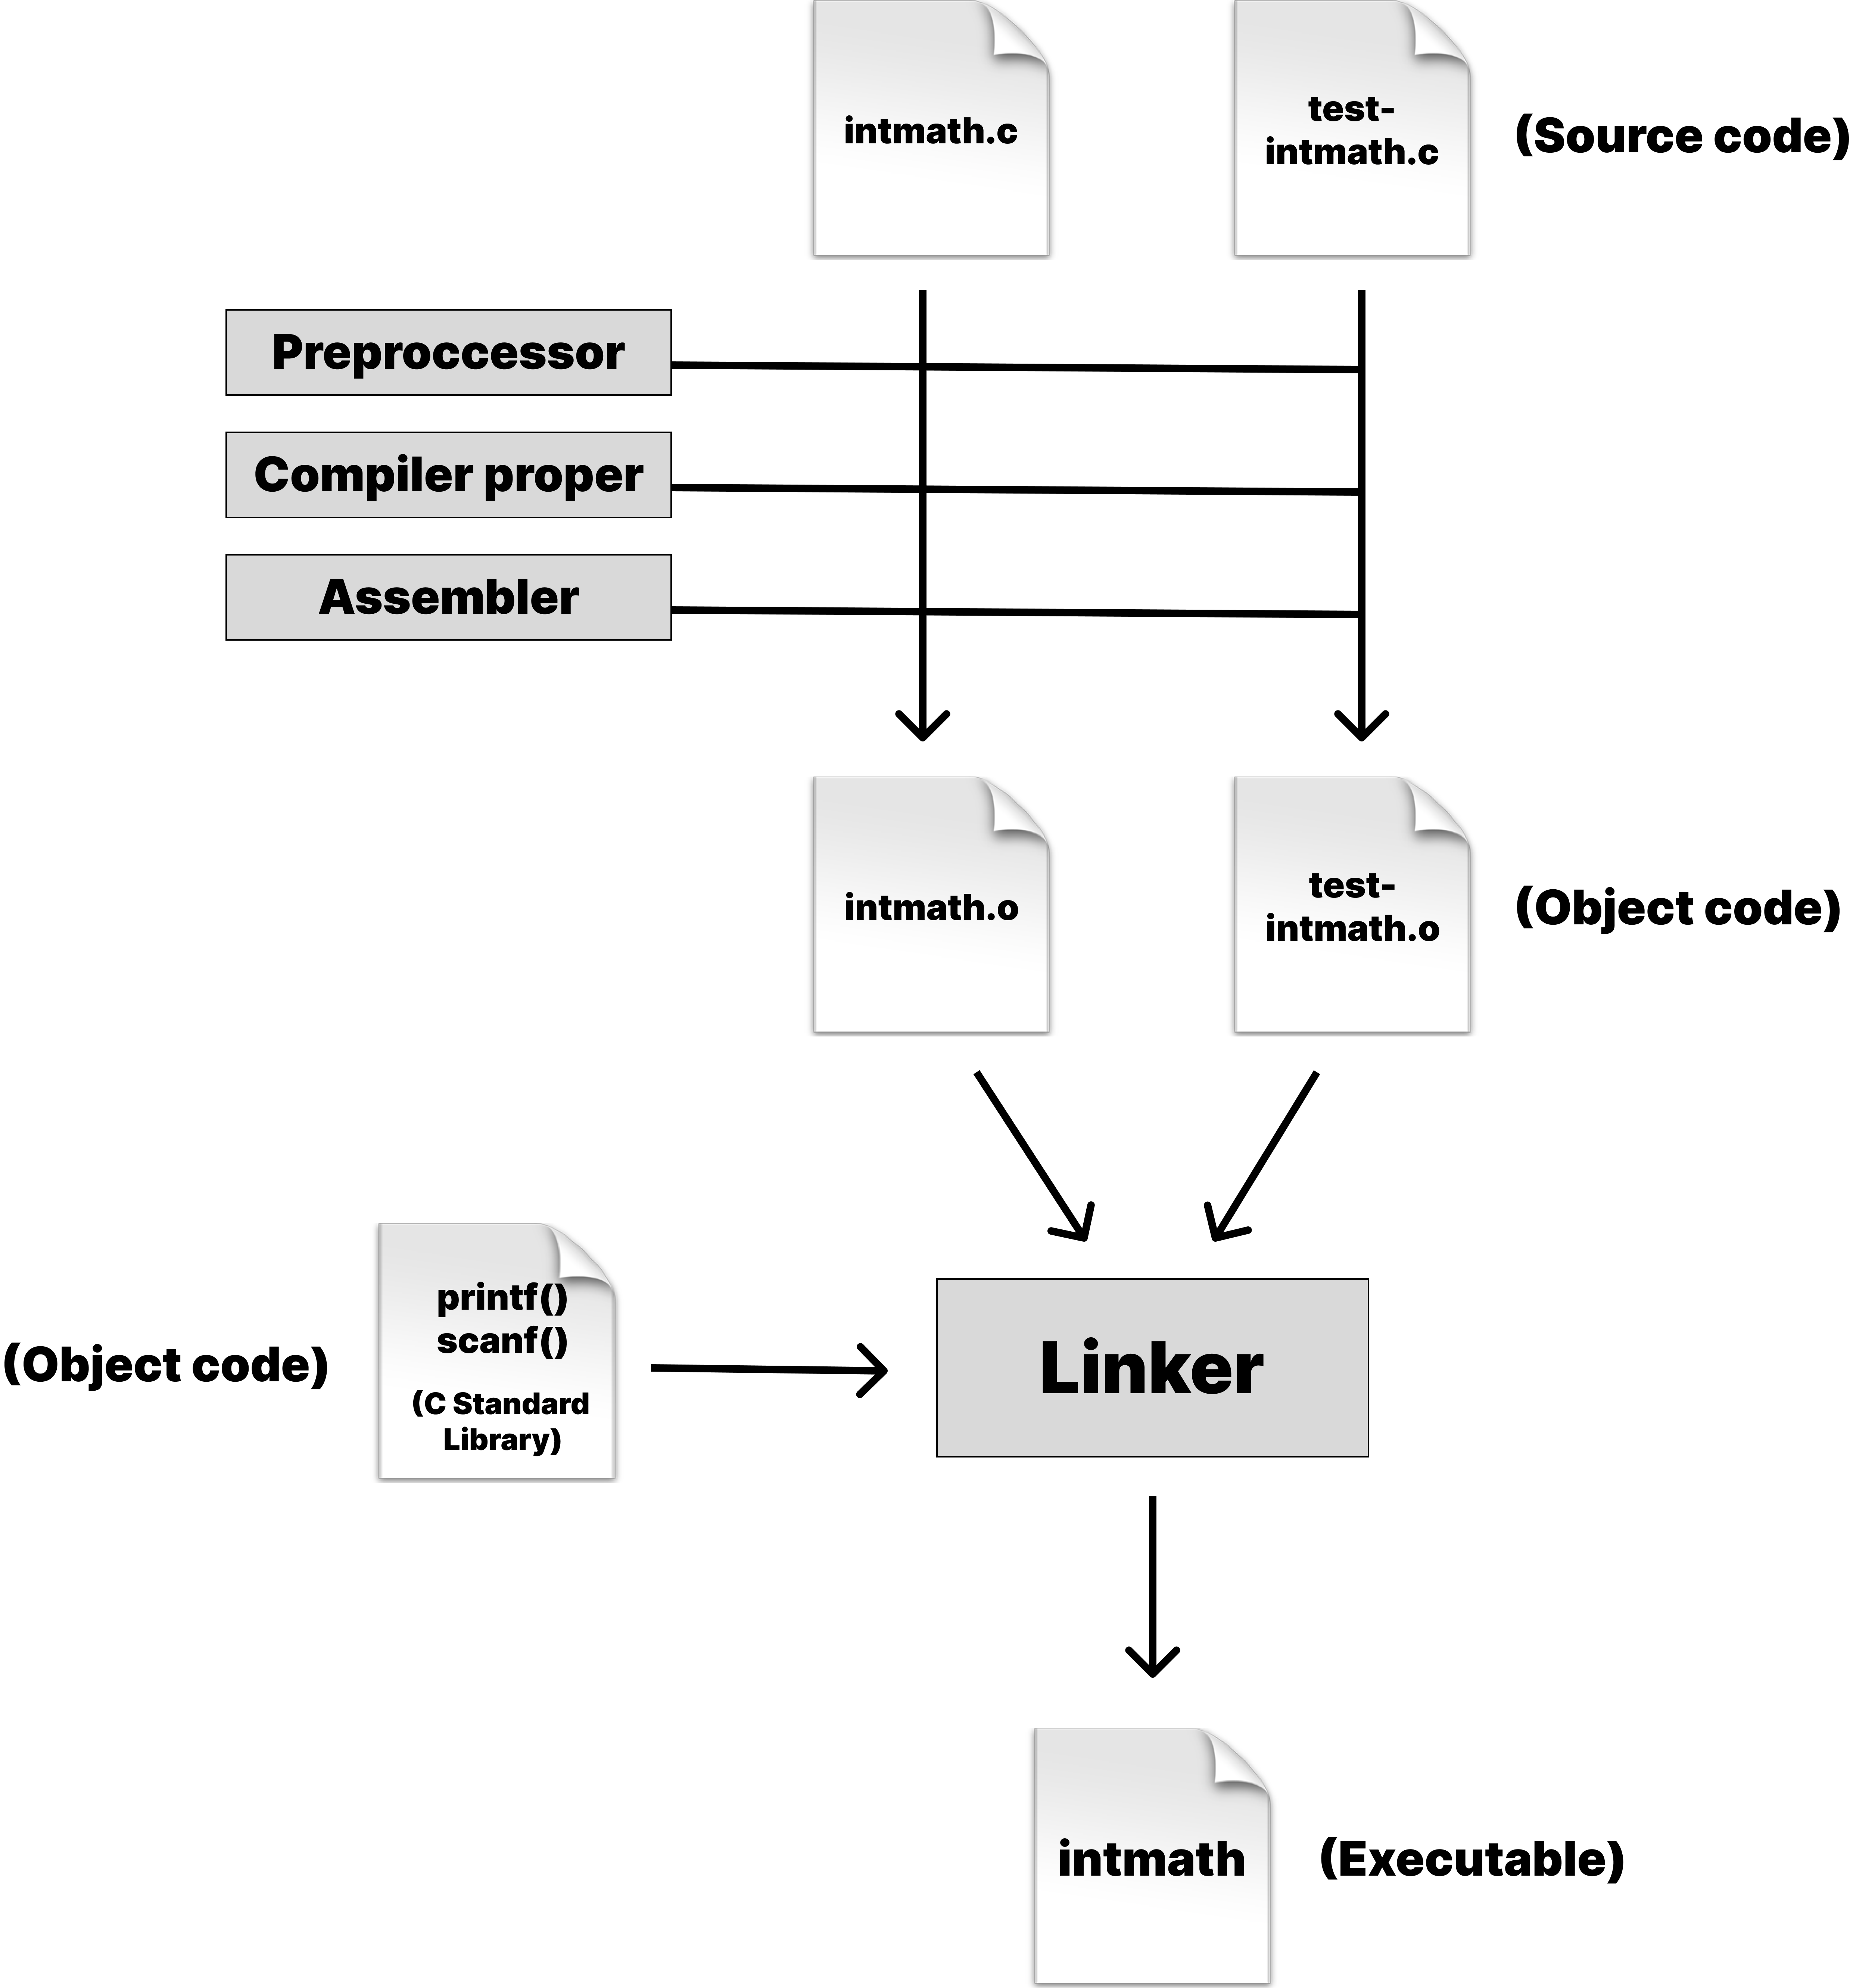 intmath.c
test-
intmath.c
(Source code)
Preproccessor
Compiler proper
Assembler
intmath.o
test-
intmath.o
(Object code)
(Object code)
printf()
scanf()
(C Standard
Library)
Linker
intmath
(Executable)